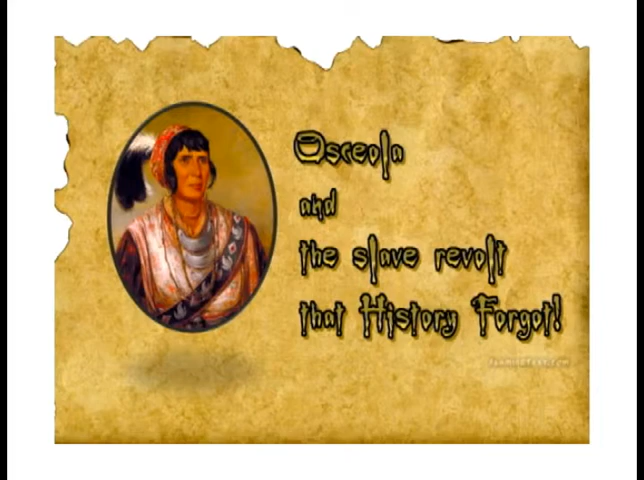 Osceola
and
the slave revolt
that History Forgot!